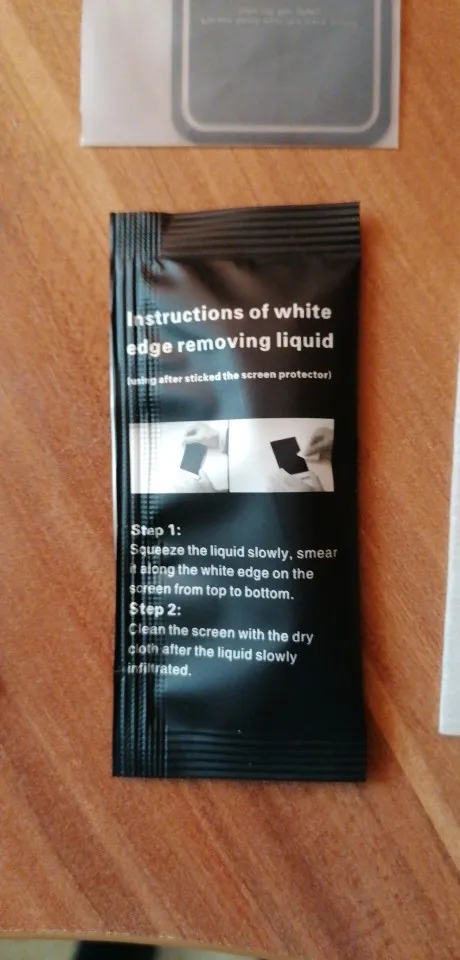 Instructions of white
edge removing liquid
(using after sticked the screen protector)
Step 1:
Squeeze the liquid slowly, smear
it along the white edge on the
screen from top to bottom.
Step 2:
Clean the screen with the dry
cloth after the liquid slowly
infiltrated.